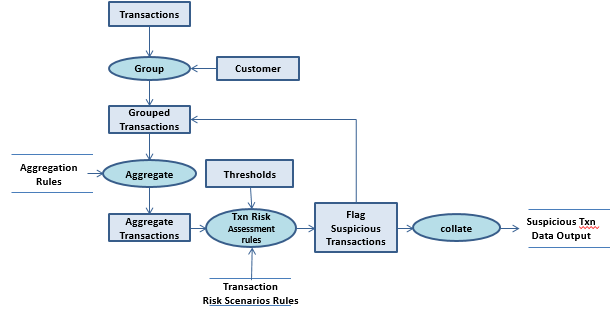 Transactions
Group
Customer
Grouped
Transactions
Aggregation
Rules
Aggregate
Thresholds
Aggregate
Transactions
Txn Risk
Assessment
rules
Flag
Suspicious
Transactions
collate
Suspicious Txn
Data Output
Transaction
Risk Scenarios Rules